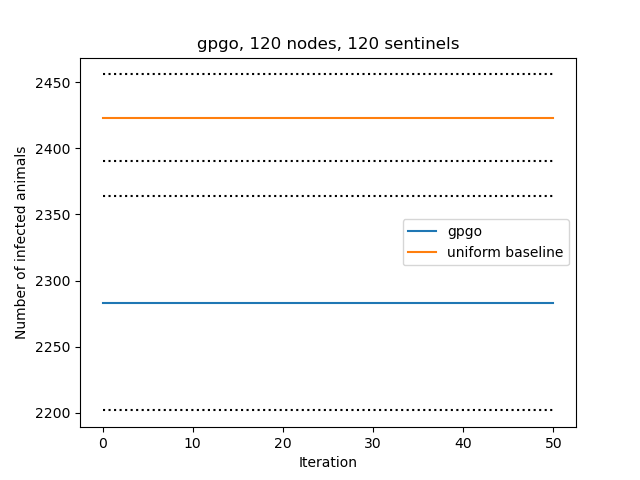 gpgo, 120 nodes, 120 sentinels
2450
2400
2350
2300
2250
2200
Number of infected animals
gpgo
uniform baseline
0 10 20 30 40 50
Iteration